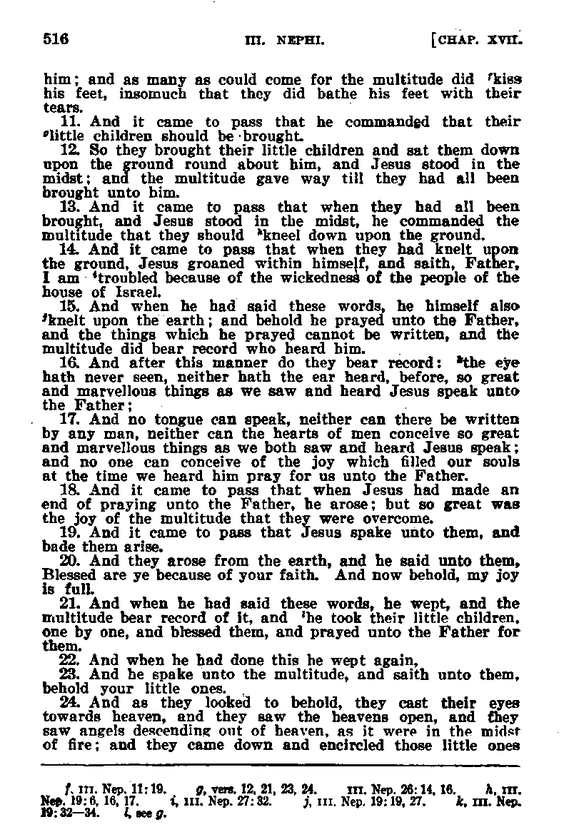 516 III. NEPHI. [CHAP. XVII.
him; and as many as could come for the multitude did ᶠkiss
his feet, insomuch that they did bathe his feet with their
tears.
11. And it came to pass that he commanded that their
ᵍlittle children should be brought.
12. So they brought their little children and sat them down
upon the ground round about him, and Jesus stood in the
midst; and the multitude gave way till they had all been
brought unto him.
13. And it came to pass that when they had all been
brought, and Jesus stood in the midst, he commanded the
multitude that they should ʰkneel down upon the ground.
14. And it came to pass that when they had knelt upon
the ground, Jesus groaned within himself, and saith, Father,
I am ⁱtroubled because of the wickedness of the people of the
house of Israel.
15. And when he had said these words, he himself also
ʲknelt upon the earth; and behold he prayed unto the Father,
and the things which he prayed cannot be written, and the
multitude did bear record who heard him.
16. And after this manner do they bear record: ᵏthe eye
hath never seen, neither hath the ear heard, before, so great
and marvellous things as we saw and heard Jesus speak unto
the Father;
17. And no tongue can speak, neither can there be written
by any man, neither can the hearts of men conceive so great
and marvellous things as we both saw and heard Jesus speak;
and no one can conceive of the joy which filled our souls
at the time we heard him pray for us unto the Father.
18. And it came to pass that when Jesus had made an
end of praying unto the Father, he arose; but so great was
the joy of the multitude that they were overcome.
19. And it came to pass that Jesus spake unto them, and
bade them arise.
20. And they arose from the earth, and he said unto them,
Blessed are ye because of your faith. And now behold, my joy
is full.
21. And when he had said these words, he wept, and the
multitude bear record of it, and ˡhe took their little children,
one by one, and blessed them, and prayed unto the Father for
them.
22. And when he had done this he wept again,
23. And he spake unto the multitude, and saith unto them,
behold your little ones.
24. And as they looked to behold, they cast their eyes
towards heaven, and they saw the heavens open, and they
saw angels descending out of heaven, as it were in the midst
of fire; and they came down and encircled those little ones
f, III. Nep. 11:19. g, vers. 12, 21, 23, 24. III. Nep. 26:14, 16. h, III.
Nep. 19:6, 16, 17. i, III. Nep. 27:32. j, III. Nep. 19:19, 27. k, III. Nep.
19:32—34. l, see g.